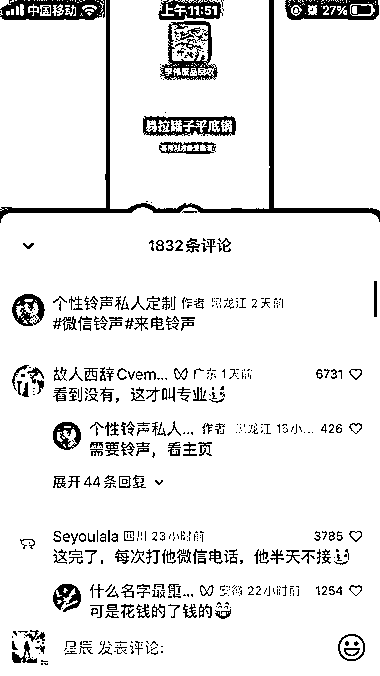 中国移动
上午11:51
27%
1832条评论
个性铃声私人定制 作者 黑龙江 2天前
#微信铃声#来电铃声
故人西辞Cvem... 广东 1天前 6731
看到没有,这才叫专业
个性铃声私人... 作者 黑龙江 13小... 426
需要铃声,看主页
展开44条回复
Seyoulala 四川 23小时前 3785
这完了,每次打他微信电话,他半天不接
什么名字最重... 安徽 22小时前 1254
可是花钱的了钱的
星辰 发表评论: